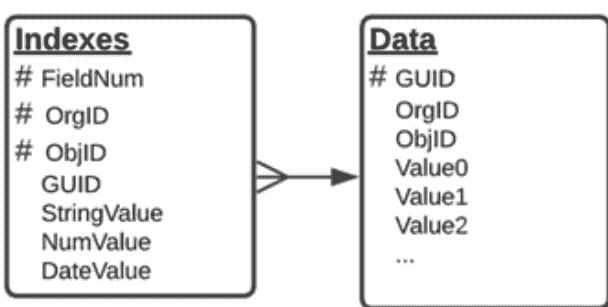 Indexes
# FieldNum
# OrgID
# ObjID
GUID
StringValue
NumValue
DateValue
Data
# GUID
OrgID
ObjID
Value0
Value1
Value2
...